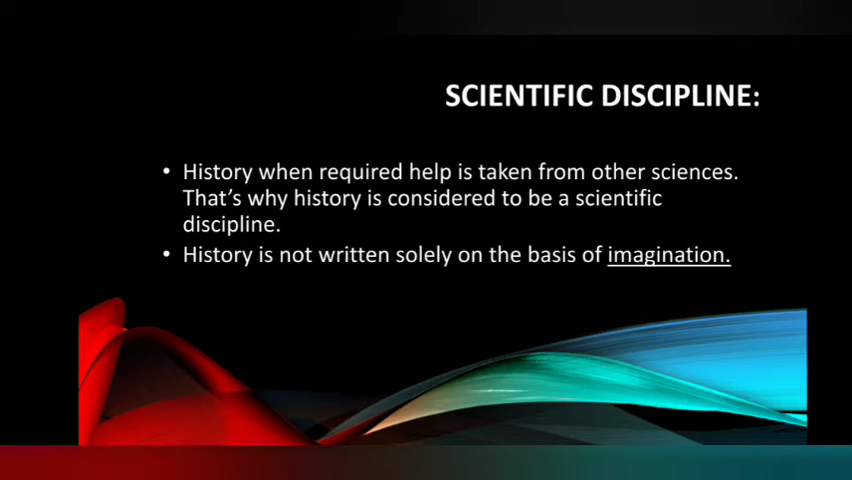 SCIENTIFIC DISCIPLINE:
• History when required help is taken from other sciences.
That’s why history is considered to be a scientific
discipline.
• History is not written solely on the basis of imagination.